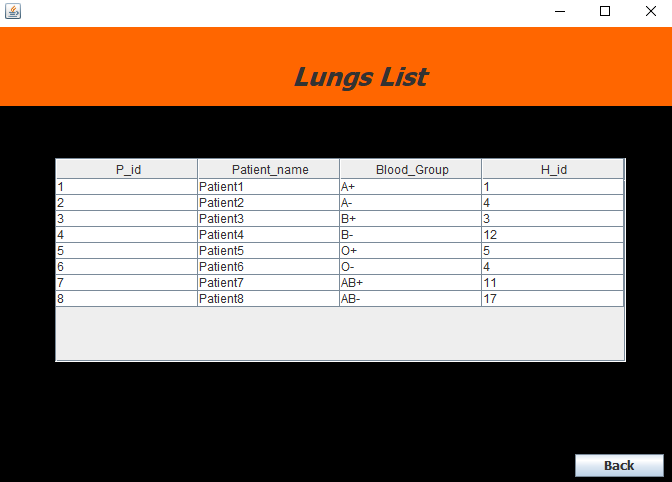 Lungs List
P_id Patient_name Blood_Group H_id
1 Patient1 A+ 1
2 Patient2 A- 4
3 Patient3 B+ 3
4 Patient4 B- 12
5 Patient5 O+ 5
6 Patient6 O- 4
7 Patient7 AB+ 11
8 Patient8 AB- 17
Back